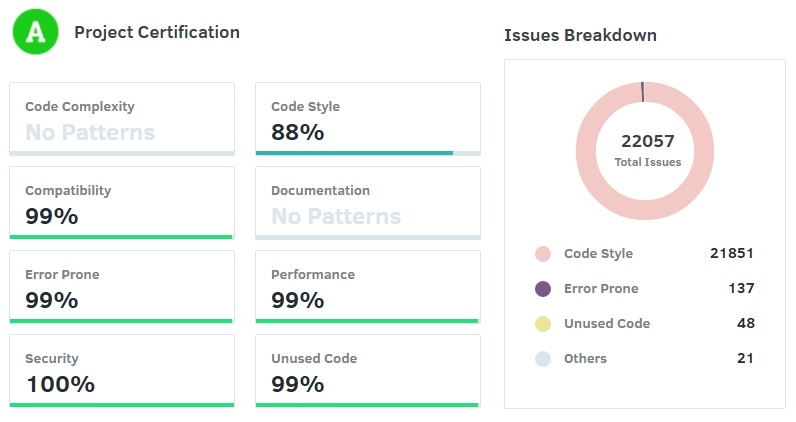 A
Project Certification
Code Complexity
No Patterns
Code Style
88%
Compatibility
99%
Documentation
No Patterns
Error Prone
99%
Performance
99%
Security
100%
Unused Code
99%
Issues Breakdown
22057
Total Issues
Code Style 21851
Error Prone 137
Unused Code 48
Others 21